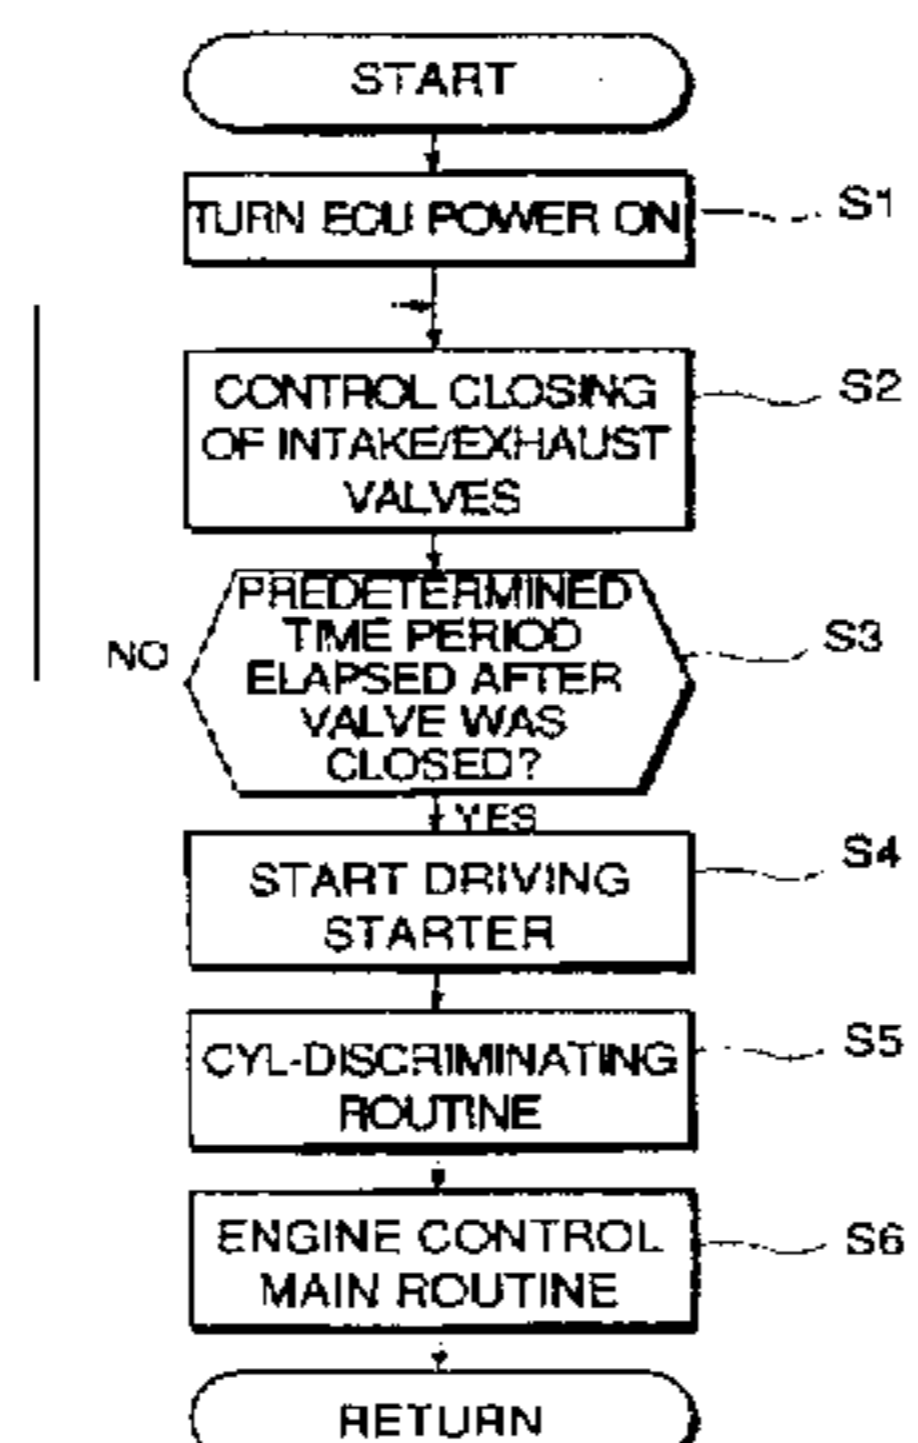 START
TURN ECU POWER ON
S1
CONTROL CLOSING
OF INTAKE/EXHAUST
VALVES
S2
PREDETERMINED
TIME PERIOD
ELAPSED AFTER
VALVE WAS
CLOSED?
S3
NO
YES
START DRIVING
STARTER
S4
CYL-DISCRIMINATING
ROUTINE
S5
ENGINE CONTROL
MAIN ROUTINE
S6
RETURN